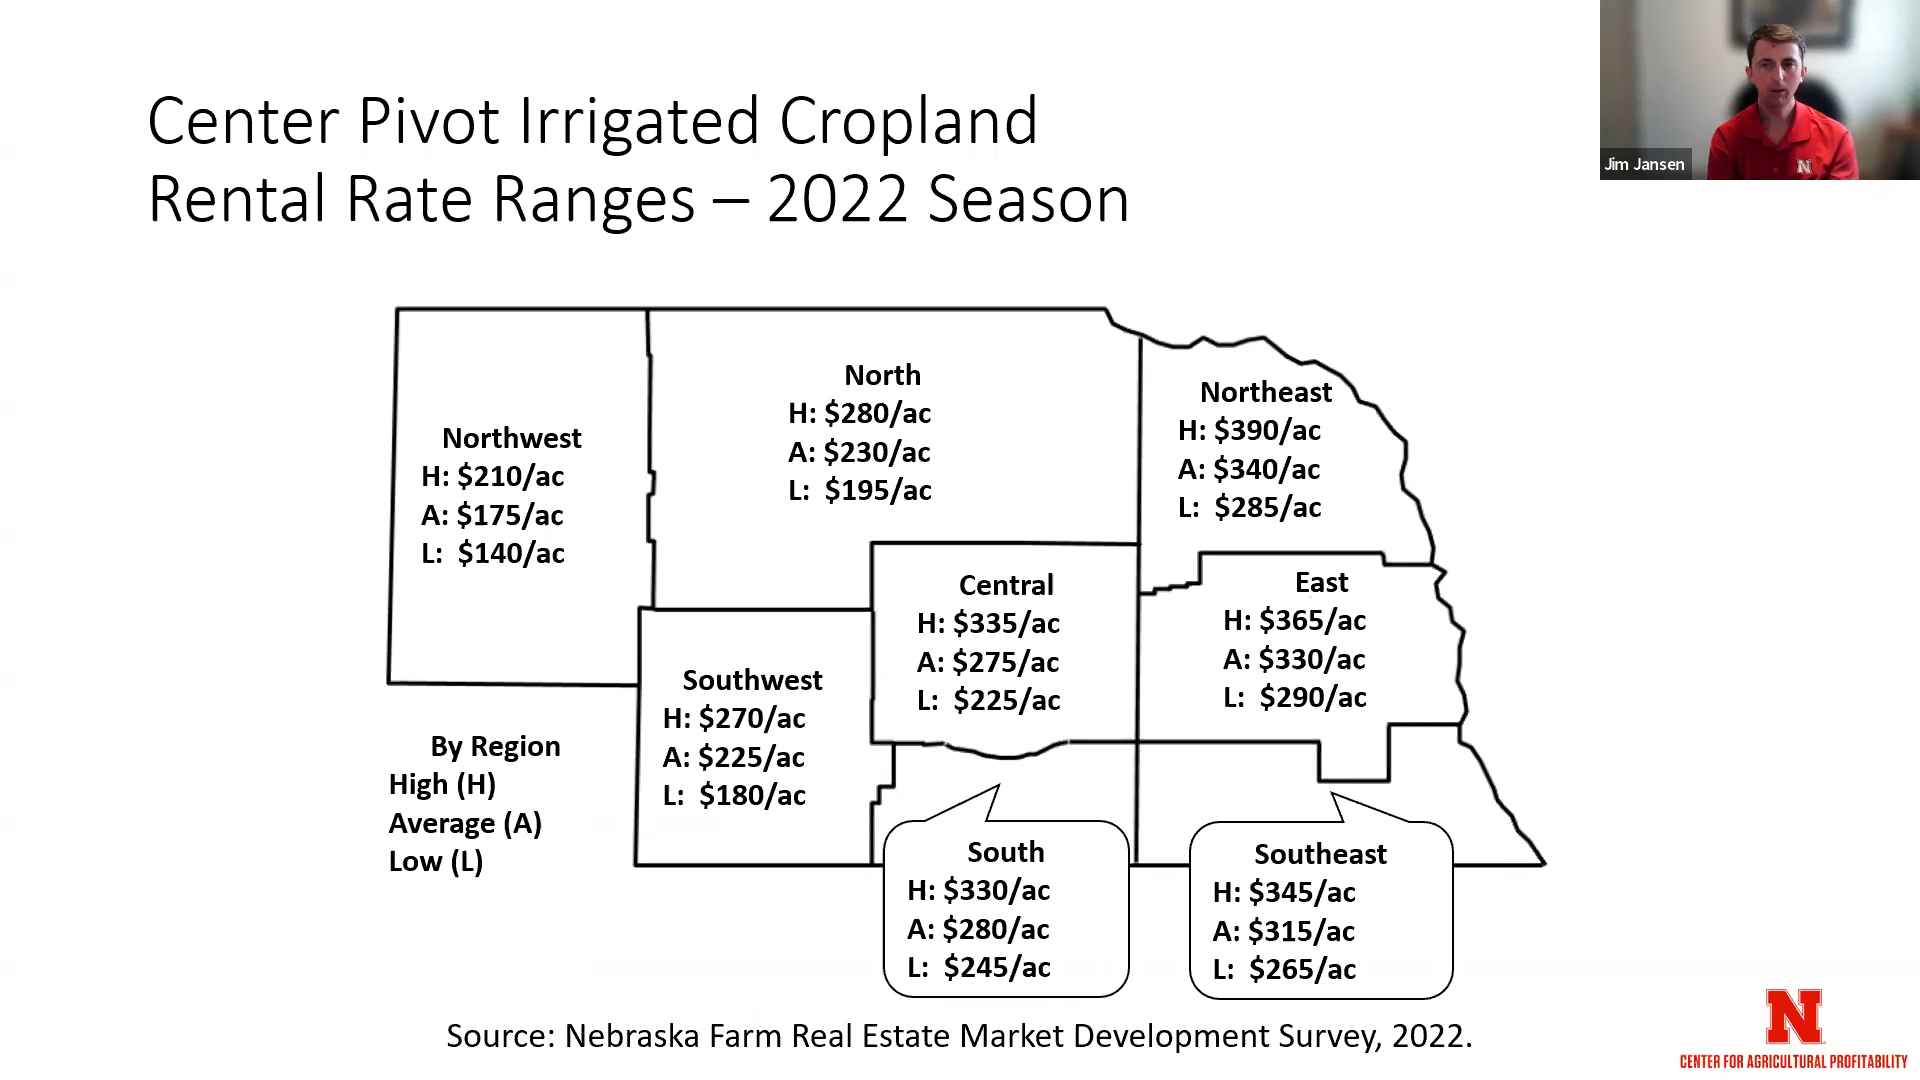 Center Pivot Irrigated Cropland
Rental Rate Ranges – 2022 Season
Jim Jansen
N
Northwest
H: $210/ac
A: $175/ac
L: $140/ac
North
H: $280/ac
A: $230/ac
L: $195/ac
Northeast
H: $390/ac
A: $340/ac
L: $285/ac
Central
H: $335/ac
A: $275/ac
L: $225/ac
East
H: $365/ac
A: $330/ac
L: $290/ac
Southwest
H: $270/ac
A: $225/ac
L: $180/ac
By Region
High (H)
Average (A)
Low (L)
South
H: $330/ac
A: $280/ac
L: $245/ac
Southeast
H: $345/ac
A: $315/ac
L: $265/ac
Source: Nebraska Farm Real Estate Market Development Survey, 2022.
N
CENTER FOR AGRICULTURAL PROFITABILITY